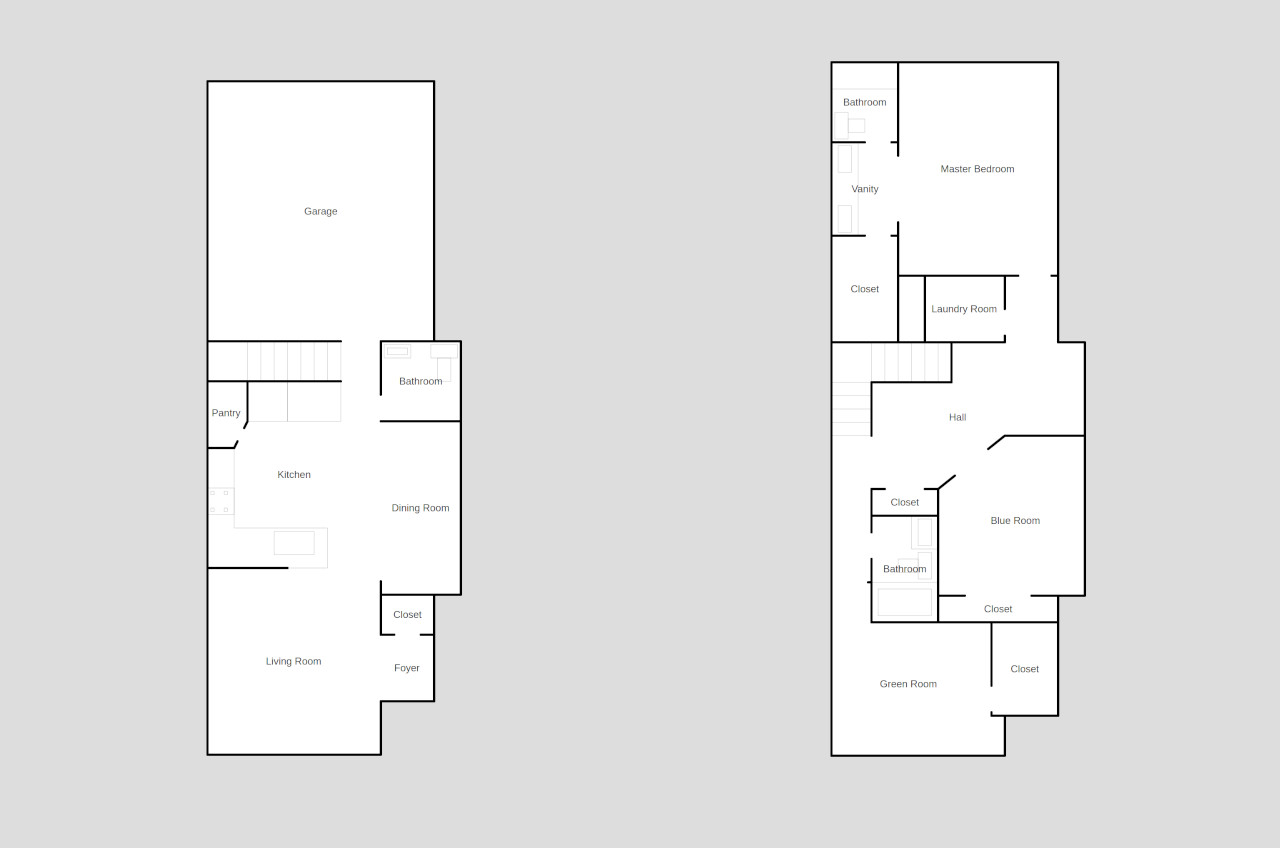 Garage
Bathroom
Pantry
Kitchen
Dining Room
Closet
Living Room
Foyer
Bathroom
Master Bedroom
Vanity
Closet
Laundry Room
Hall
Closet
Blue Room
Bathroom
Closet
Closet
Green Room